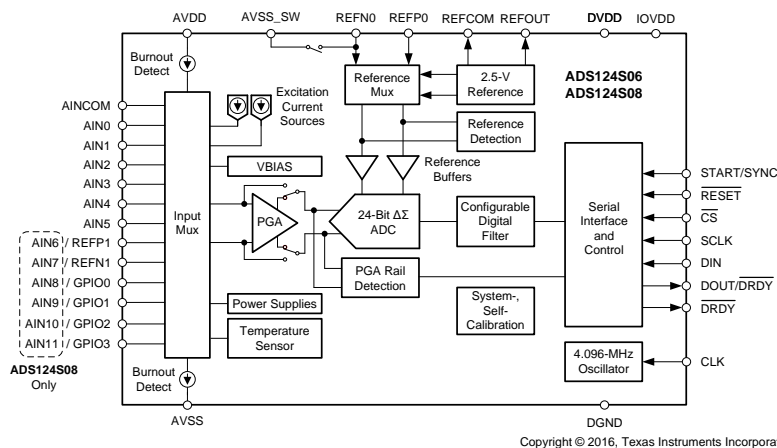 AVDD
AVSS_SW
REFN0
REFP0
REFCOM
REFOUT
DVDD
IOVDD
Burnout
Detect
Excitation
Current
Sources
Reference
Mux
2.5-V
Reference
ADS124S06
ADS124S08
Reference
Detection
Reference
Buffers
AINCOM
AIN0
AIN1
AIN2
AIN3
AIN4
AIN5
AIN6 / REFP1
AIN7 / REFN1
AIN8 / GPIO0
AIN9 / GPIO1
AIN10 / GPIO2
AIN11 / GPIO3
ADS124S08
Only
Input
Mux
VBIAS
PGA
24-Bit ΔΣ
ADC
Configurable
Digital
Filter
Serial
Interface
and
Control
START/SYNC
RESET
CS
SCLK
DIN
DOUT/DRDY
DRDY
PGA Rail
Detection
Power Supplies
Temperature
Sensor
System-,
Self-
Calibration
4.096-MHz
Oscillator
CLK
Burnout
Detect
AVSS
DGND
Copyright © 2016, Texas Instruments Incorpora